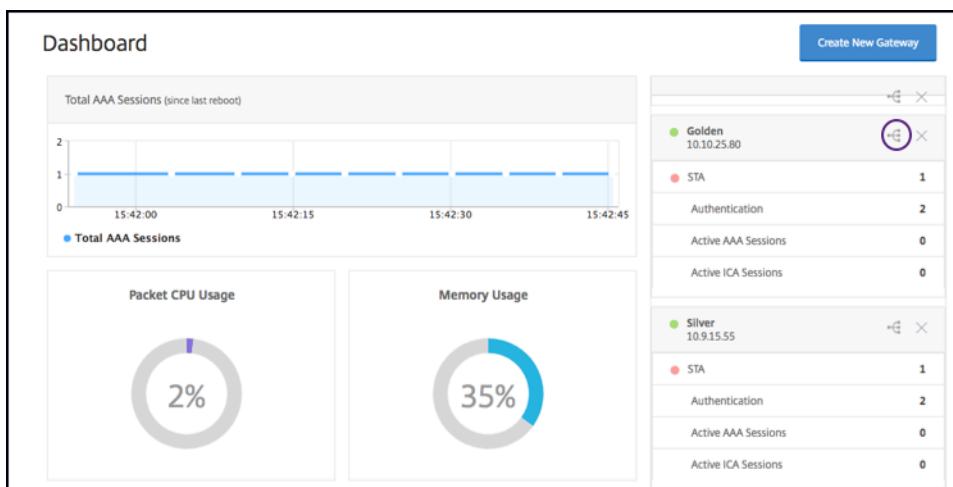 Dashboard
Create New Gateway
Total AAA Sessions (since last reboot)
2
1
0
15:42:00 15:42:15 15:42:30 15:42:45
Total AAA Sessions
Packet CPU Usage
2%
Memory Usage
35%
Golden
10.10.25.80
STA 1
Authentication 2
Active AAA Sessions 0
Active ICA Sessions 0
Silver
10.9.15.55
STA 1
Authentication 2
Active AAA Sessions 0
Active ICA Sessions 0